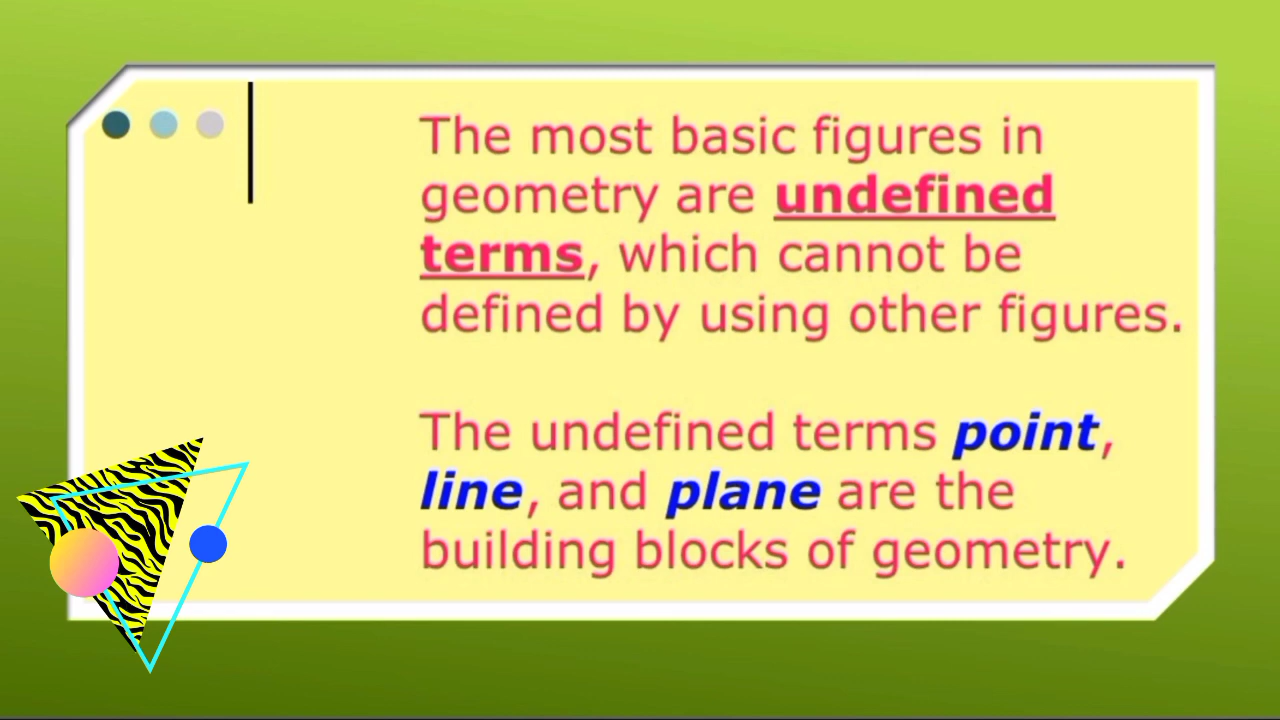 The most basic figures in
geometry are undefined
terms, which cannot be
defined by using other figures.
The undefined terms point,
line, and plane are the
building blocks of geometry.